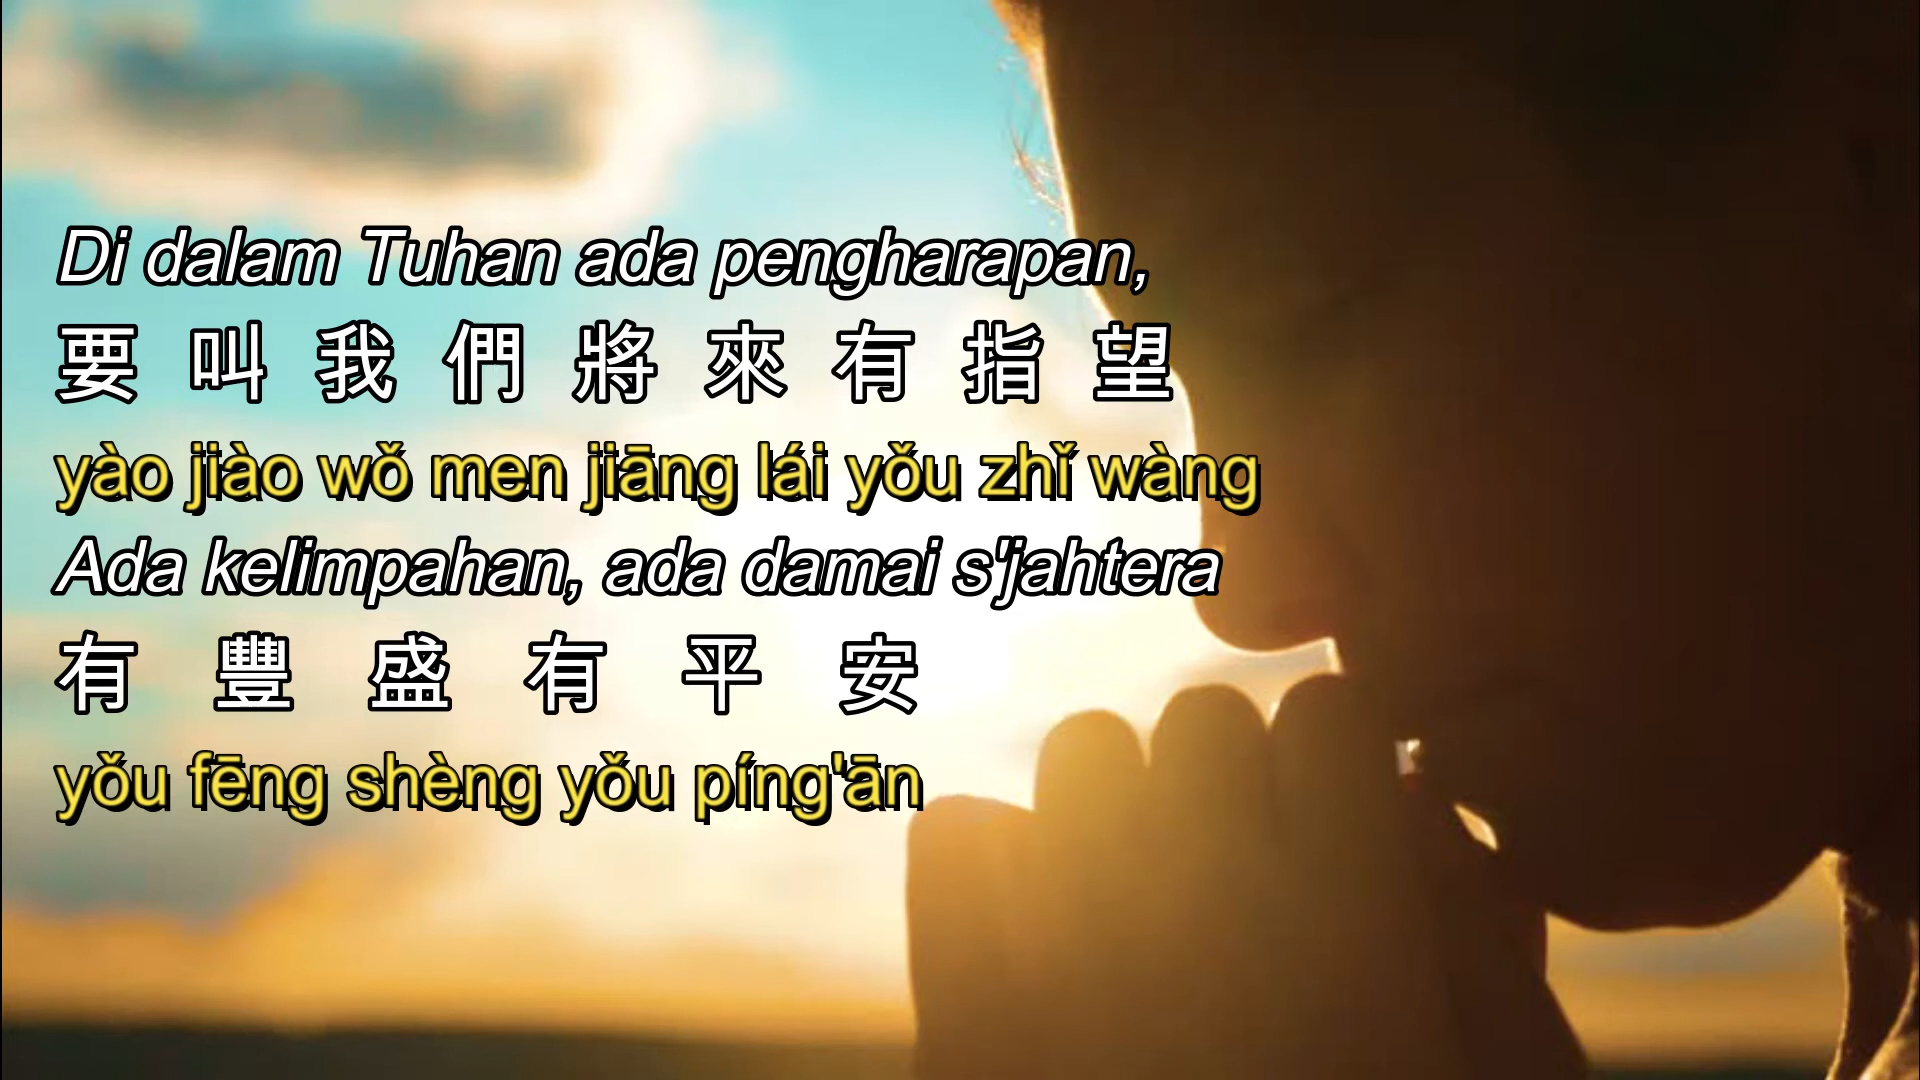 Di dalam Tuhan ada pengharapan,
要 叫 我 們 將 來 有 指 望
yào jiào wǒ men jiāng lái yǒu zhǐ wàng
Ada kelimpahan, ada damai s'jahtera
有 豐 盛 有 平 安
yǒu fēng shèng yǒu píng'ān